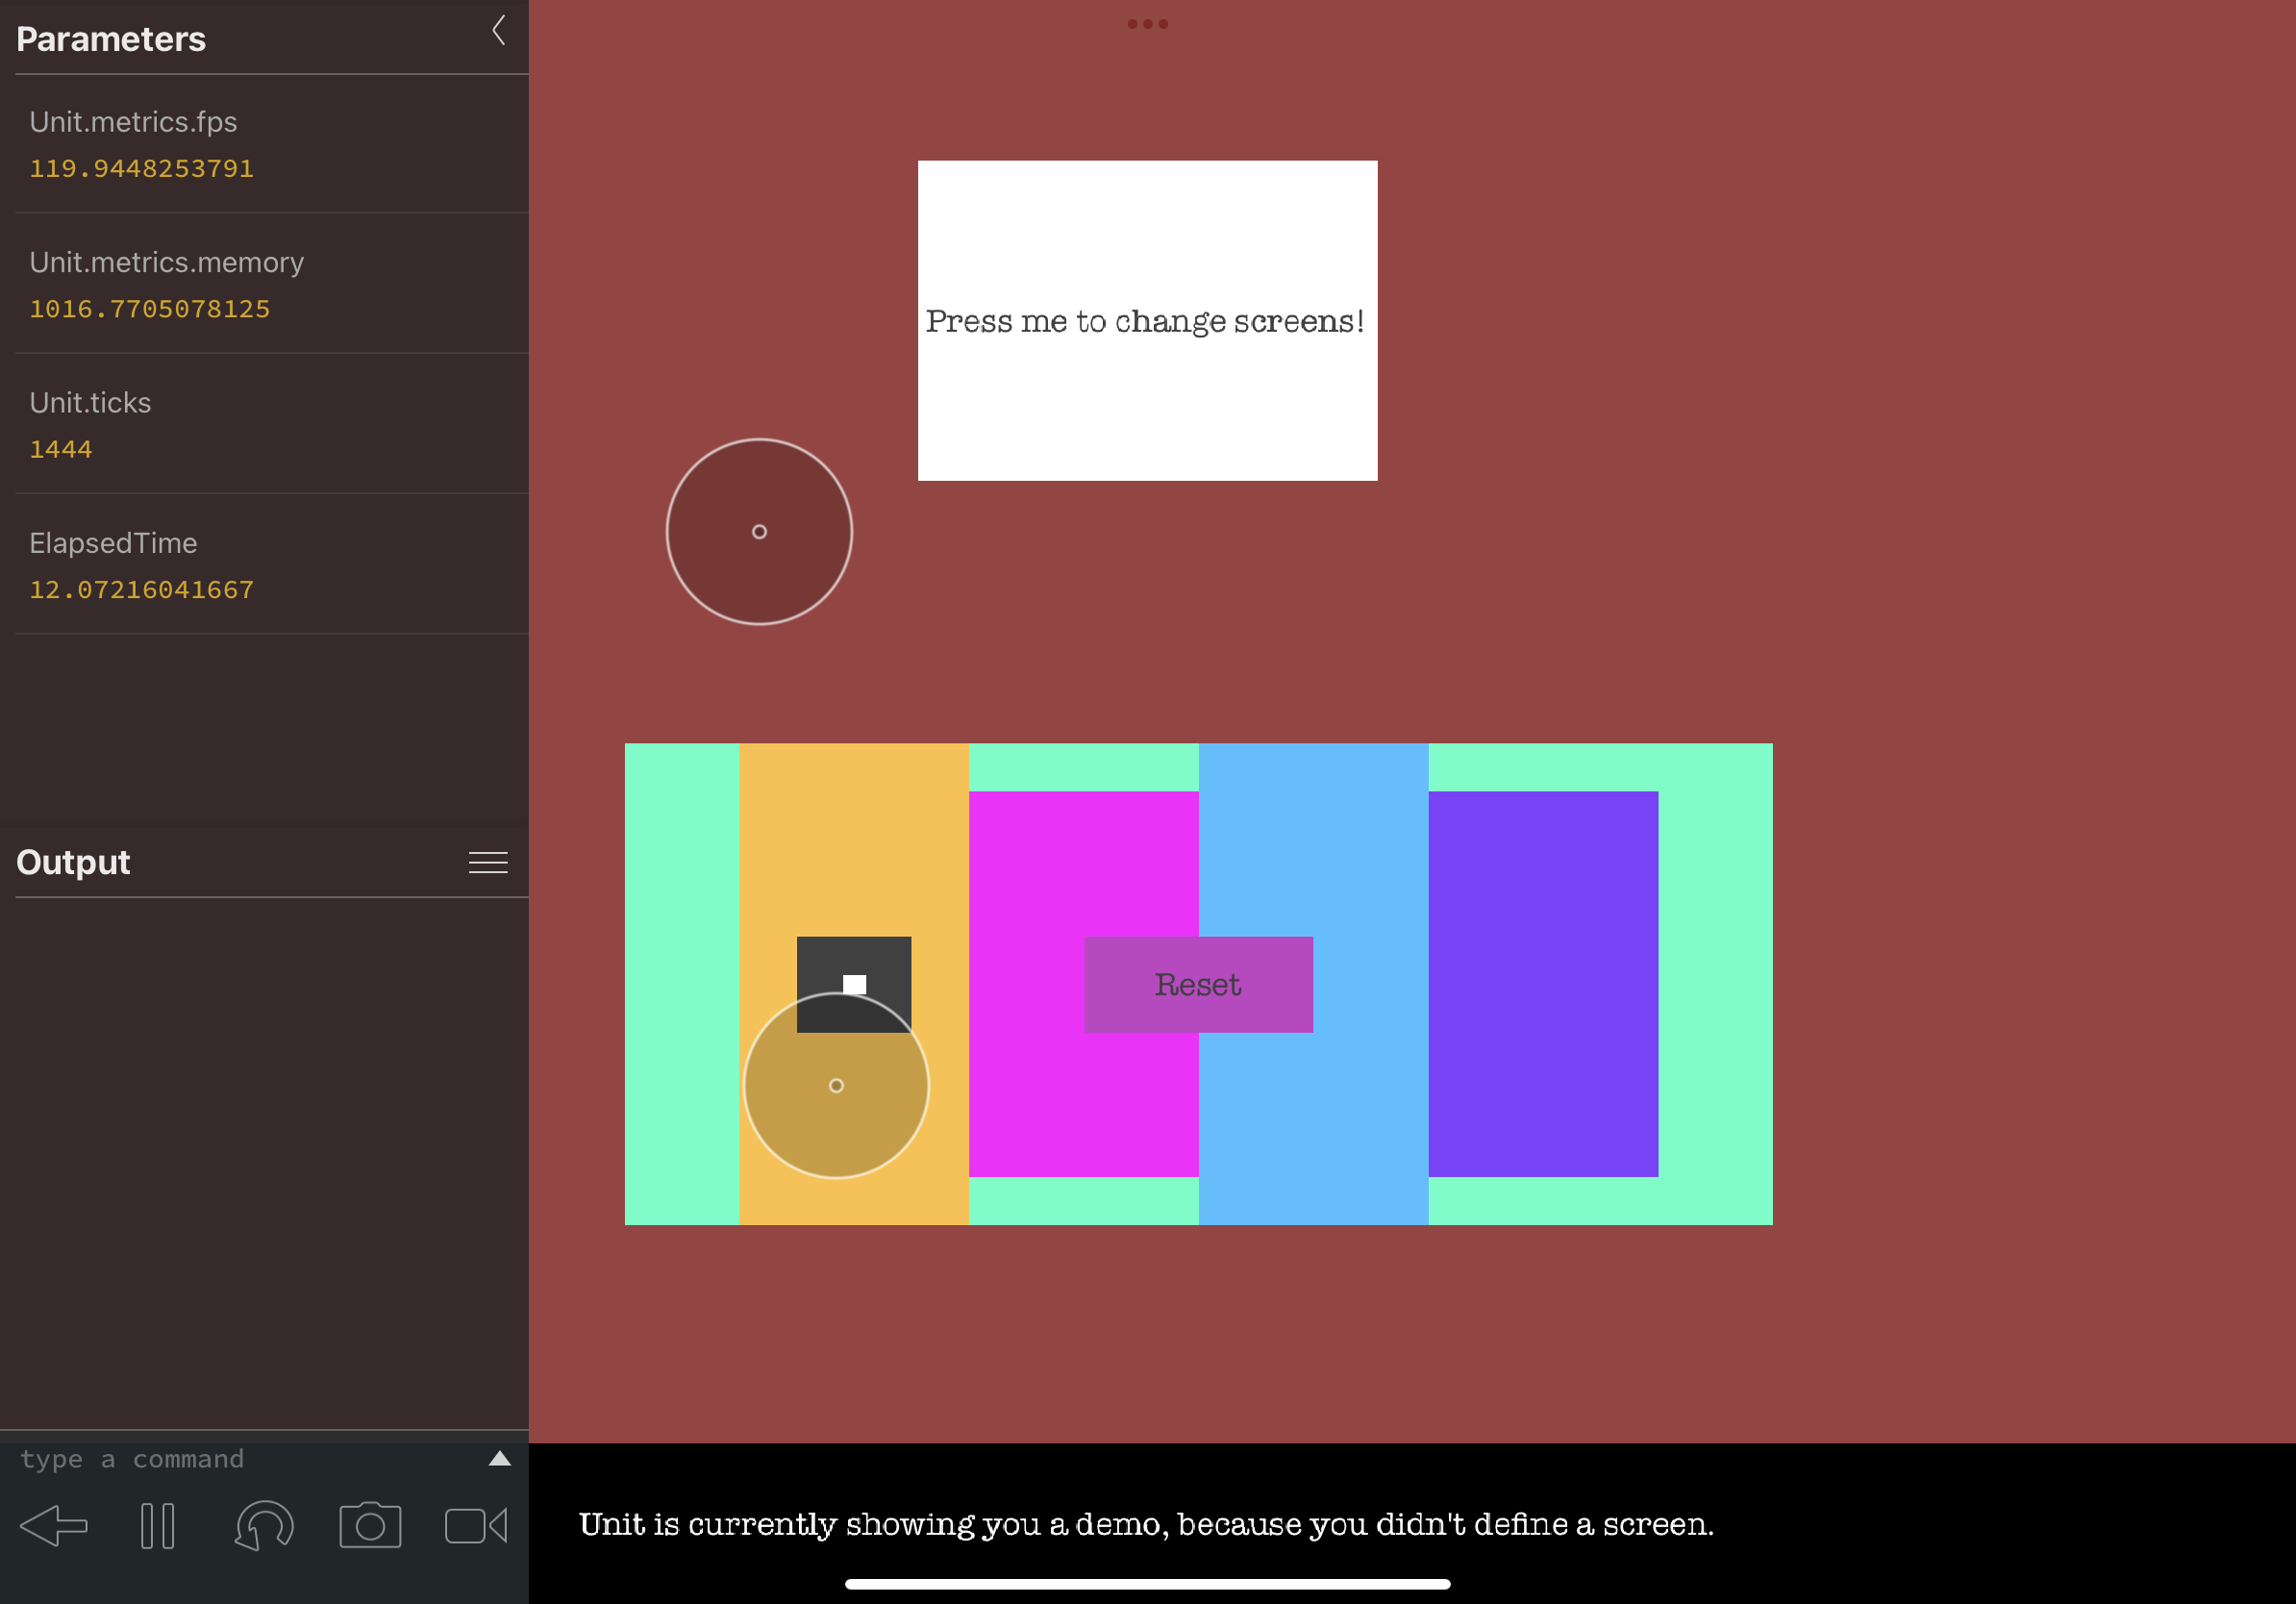 Parameters
Unit.metrics.fps
119.9448253791
Unit.metrics.memory
1016.7705078125
Unit.ticks
1444
ElapsedTime
12.07216041667
Output
type a command
Press me to change screens!
Reset
Unit is currently showing you a demo, because you didn't define a screen.